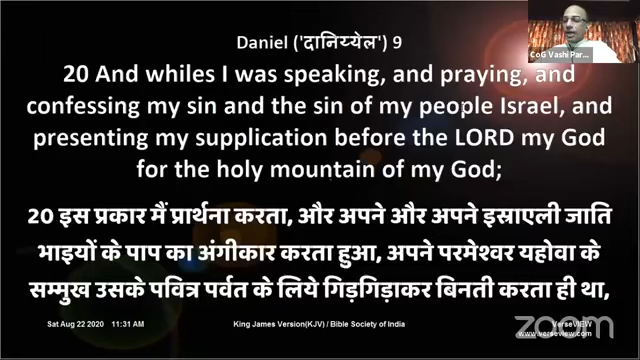 CoG Vashi Par...
Daniel ('दानिय्येल') 9
20 And whiles I was speaking, and praying, and
confessing my sin and the sin of my people Israel, and
presenting my supplication before the LORD my God
for the holy mountain of my God;
20 इस प्रकार मैं प्रार्थना करता, और अपने और अपने इस्राएली जाति
भाइयों के पाप का अंगीकार करता हुआ, अपने परमेश्वर यहोवा के
सम्मुख उसके पवित्र पर्वत के लिये गिड़गिड़ाकर बिनती करता ही था,
Sat Aug 22 2020 11:31 AM King James Version(KJV) / Bible Society of India VerseVIEW
www.verseview.com
zoom